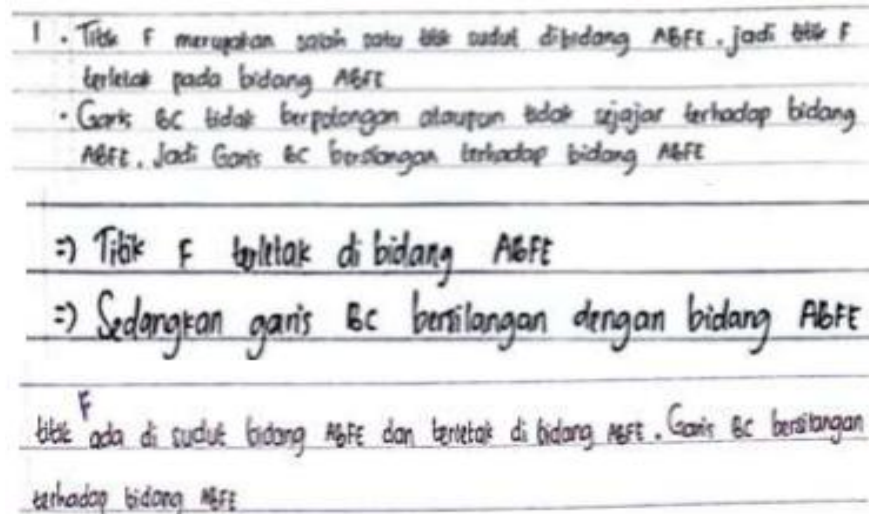 1 . Titik F merupakan salah satu titik sudut dibidang ABFE . jadi titik F
terletak pada bidang ABFE
. Garis BC tidak berpotongan ataupun tidak sejajar terhadap bidang
ABFE . Jadi Garis BC bersilangan terhadap bidang ABFE
=) Titik F terletak di bidang ABFE
=) Sedangkan garis BC bersilangan dengan bidang ABFE
titik F ada di sudut bidang ABFE dan terletak di bidang ABFE . Garis BC bersilangan
terhadap bidang ABFE